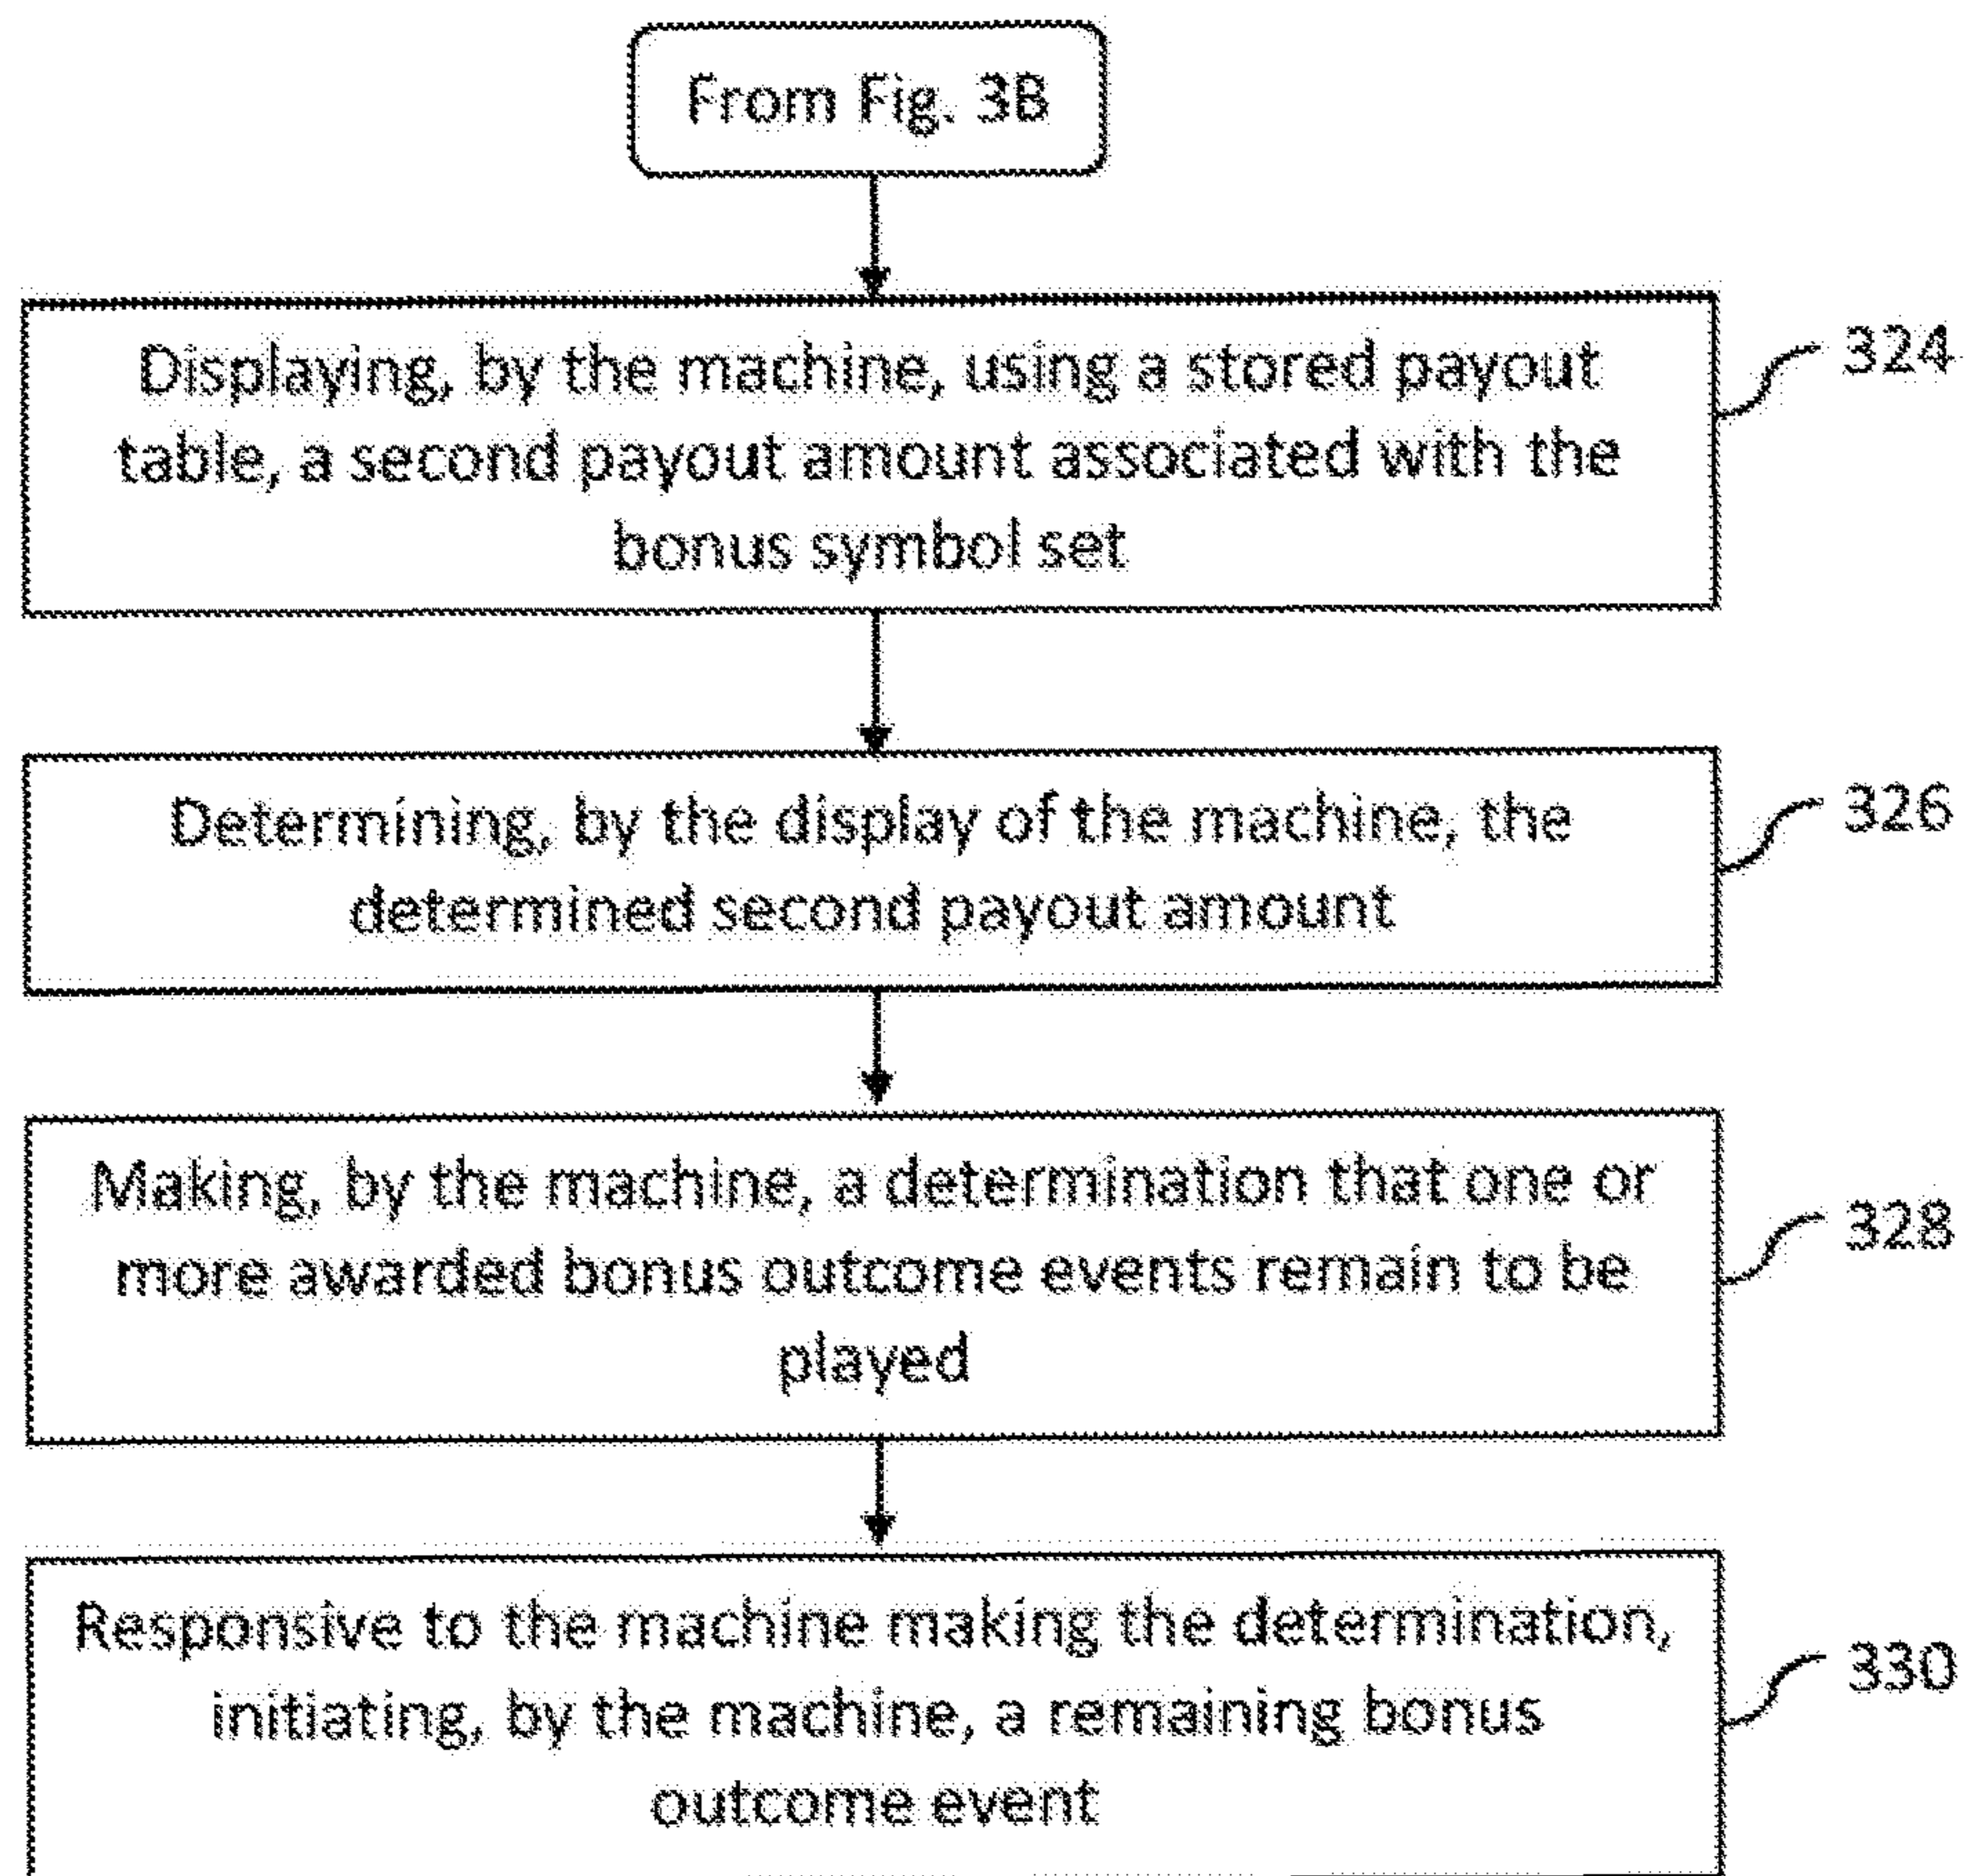 From Fig. 3B
Displaying, by the machine, using a stored payout
324
table, a second payout amount associated with the
bonus symbol set
Determining, by the display of the machine, the
326
determined second payout amount
Making, by the machine, a determination that one or
328
more awarded bonus outcome events remain to be
played
Responsive to the machine making the determination,
330
initiating, by the machine, a remaining bonus
outcome event